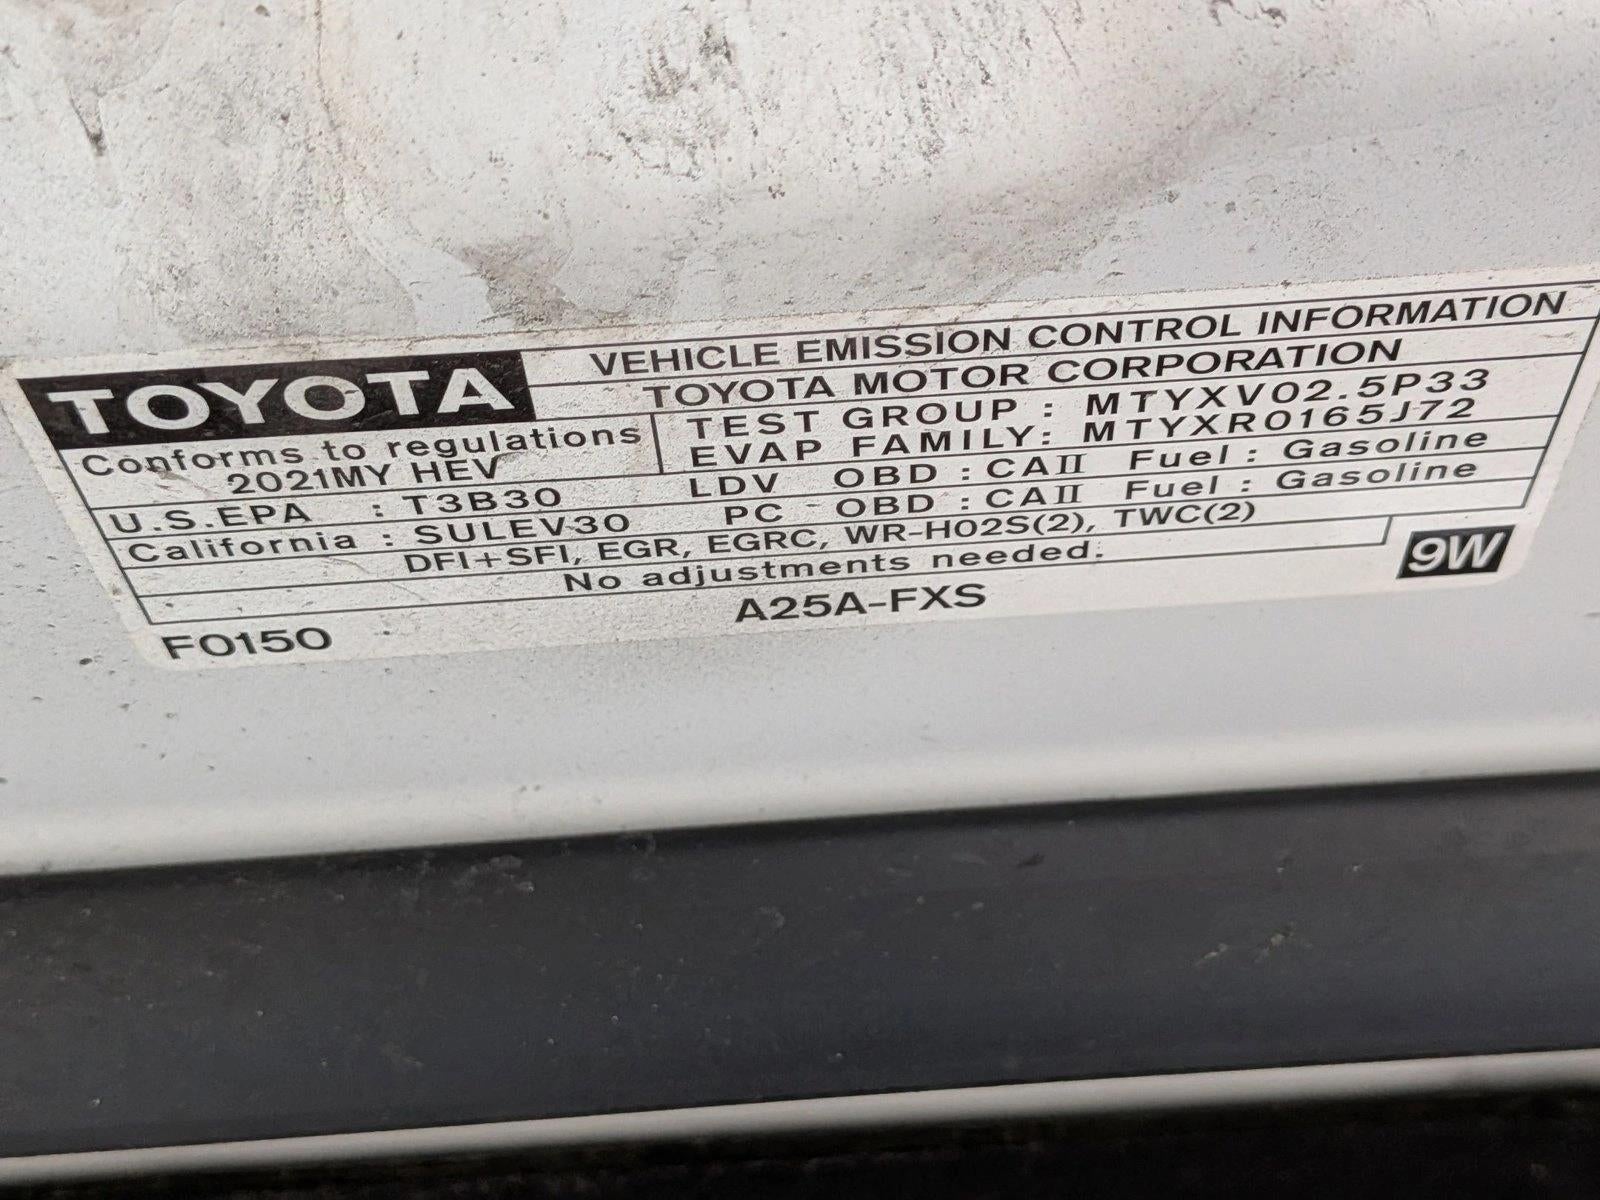 TOYOTA
VEHICLE EMISSION CONTROL INFORMATION
TOYOTA MOTOR CORPORATION
Conforms to regulations
2021MY HEV
TEST GROUP : MTYXV02.5P33
EVAP FAMILY: MTYXR0165J72
U.S.EPA : T3B30 LDV OBD : CAII Fuel : Gasoline
California : SULEV30 PC OBD : CAII Fuel : Gasoline
DFI+SFI, EGR, EGRC, WR-HO2S(2), TWC(2)
No adjustments needed.
9W
F0150 A25A-FXS